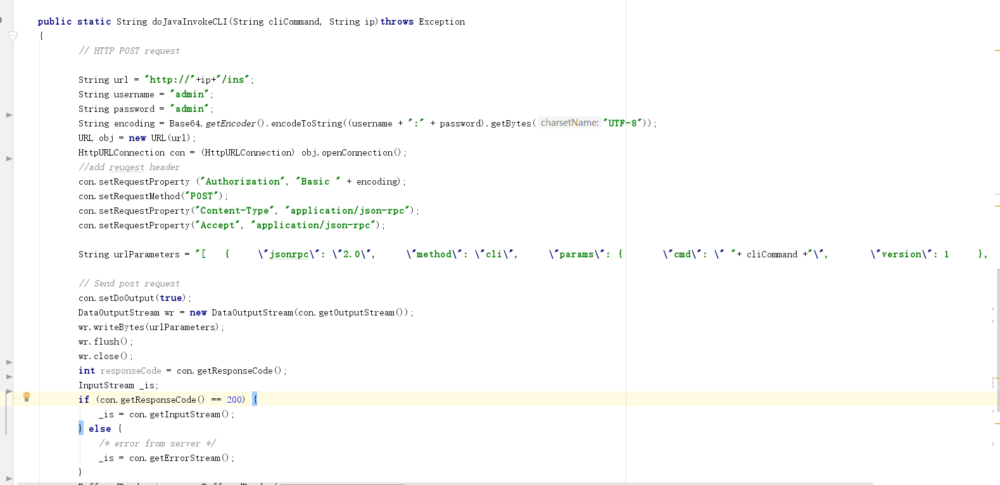 public static String doJavaInvokeCLI(String cliCommand, String ip)throws Exception
{
// HTTP POST request
String url = "http://"+ip+"/ins";
String username = "admin";
String password = "admin";
String encoding = Base64.getEncoder().encodeToString((username + ":" + password).getBytes( charsetName: "UTF-8"));
URL obj = new URL(url);
HttpURLConnection con = (HttpURLConnection) obj.openConnection();
//add reuqest header
con.setRequestProperty ("Authorization", "Basic " + encoding);
con.setRequestMethod("POST");
con.setRequestProperty("Content-Type", "application/json-rpc");
con.setRequestProperty("Accept", "application/json-rpc");
String urlParameters = "[   {     \"jsonrpc\": \"2.0\",     \"method\": \"cli\",     \"params\": {       \"cmd\": \" "+ cliCommand +"\",       \"version\": 1     },
// Send post request
con.setDoOutput(true);
DataOutputStream wr = new DataOutputStream(con.getOutputStream());
wr.writeBytes(urlParameters);
wr.flush();
wr.close();
int responseCode = con.getResponseCode();
InputStream _is;
if (con.getResponseCode() == 200) {
_is = con.getInputStream();
} else {
/* error from server */
_is = con.getErrorStream();
}